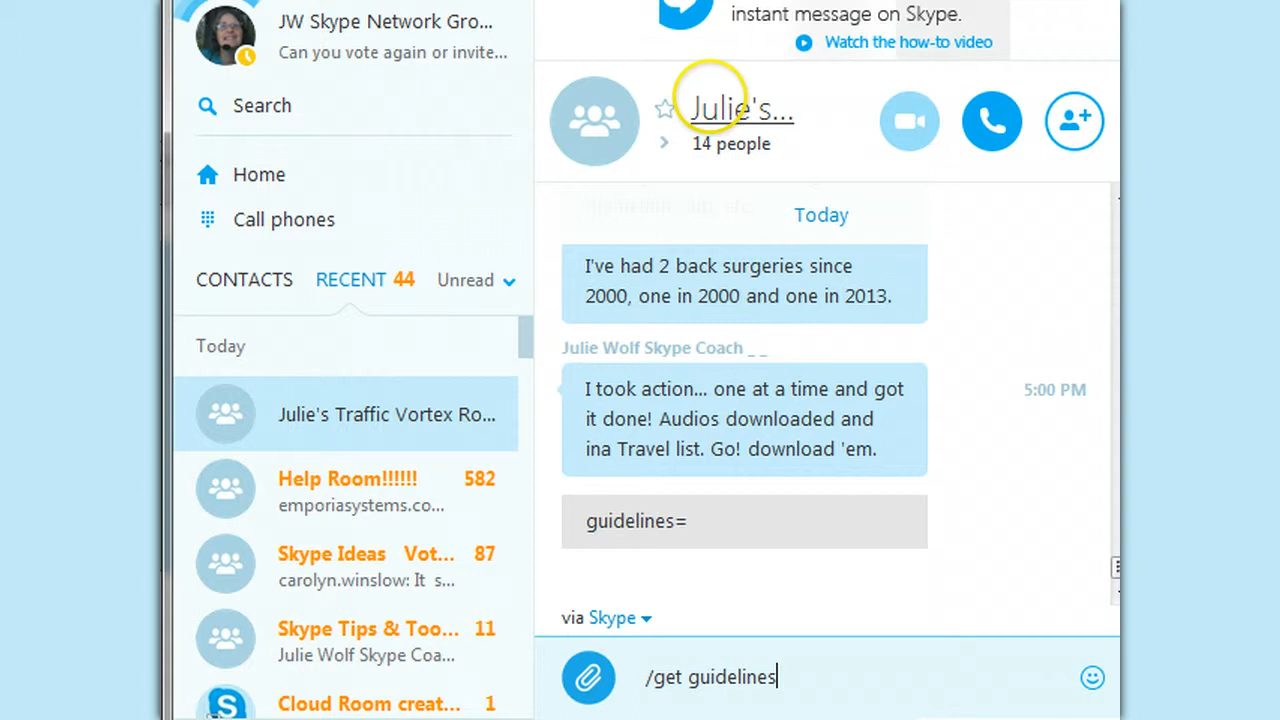 JW Skype Network Gro...
Can you vote again or invite...
Search
Home
Call phones
CONTACTS RECENT 44 Unread
Today
Julie's Traffic Vortex Ro...
Help Room!!!!!! 582
emporiasystems.co...
Skype Ideas Vot... 87
carolyn.winslow: It s...
Skype Tips & Too... 11
Julie Wolf Skype Coa...
Cloud Room creat... 1
instant message on Skype.
Watch the how-to video
Julie's...
14 people
Today
I've had 2 back surgeries since
2000, one in 2000 and one in 2013.
Julie Wolf Skype Coach _ _
I took action... one at a time and got
it done! Audios downloaded and
ina Travel list. Go! download 'em.
5:00 PM
guidelines=
via Skype
/get guidelines